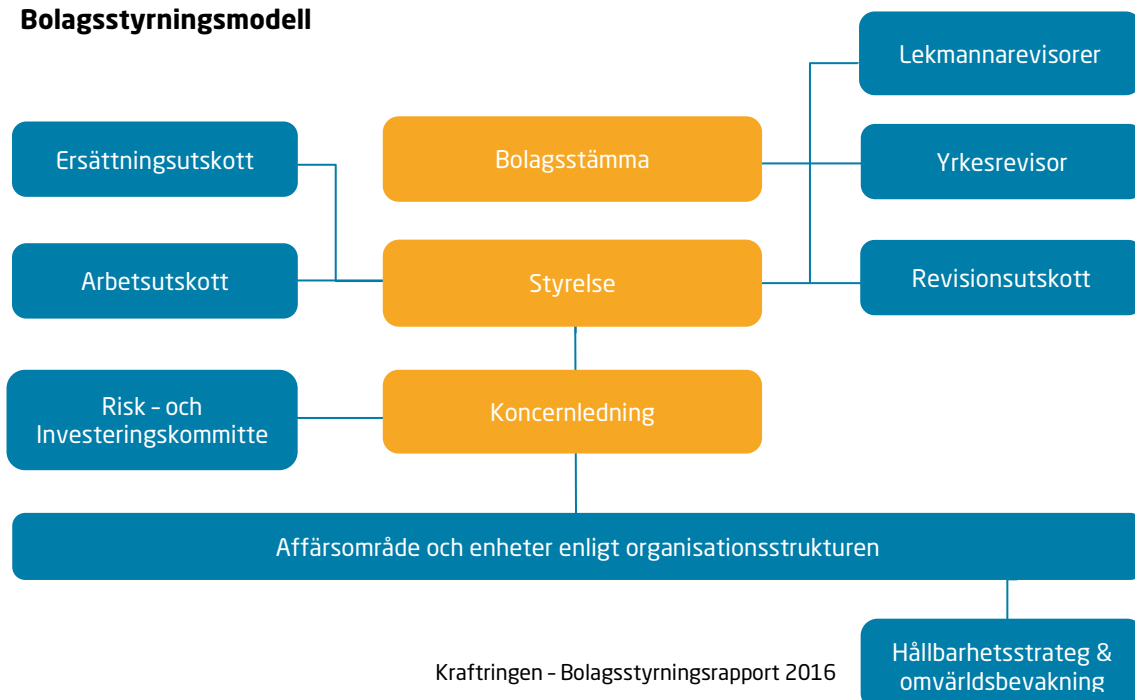 Bolagsstyrningsmodell
Lekmannarevisorer
Ersättningsutskott
Bolagsstämma
Yrkesrevisor
Arbetsutskott
Styrelse
Revisionsutskott
Risk – och
Investeringskommitte
Koncernledning
Affärsområde och enheter enligt organisationsstrukturen
Hållbarhetsstrateg &
omvärldsbevakning
Kraftringen – Bolagsstyrningsrapport 2016